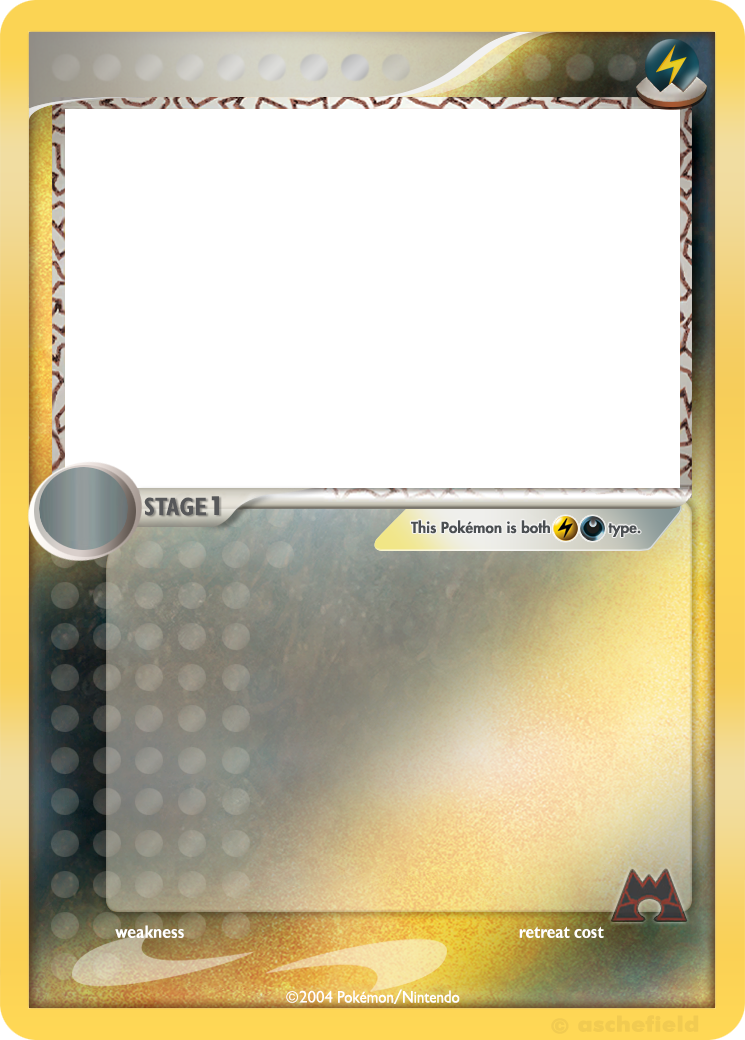 STAGE 1
This Pokémon is both type.
weakness retreat cost
©2004 Pokémon/Nintendo
© aschefield